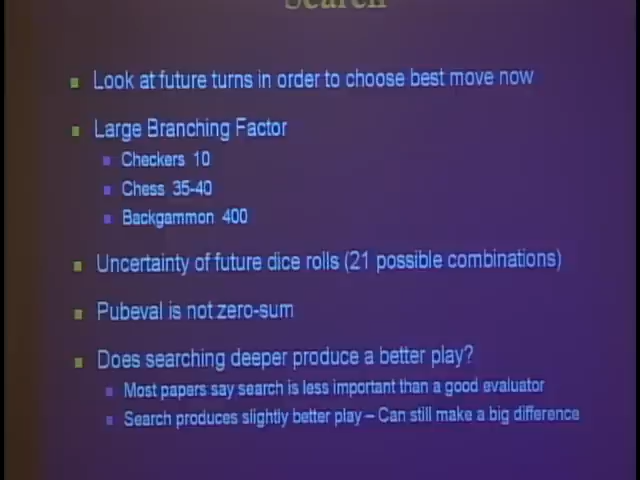 Search
Look at future turns in order to choose best move now
Large Branching Factor
Checkers 10
Chess 35-40
Backgammon 400
Uncertainty of future dice rolls (21 possible combinations)
Pubeval is not zero-sum
Does searching deeper produce a better play?
Most papers say search is less important than a good evaluator
Search produces slightly better play – Can still make a big difference